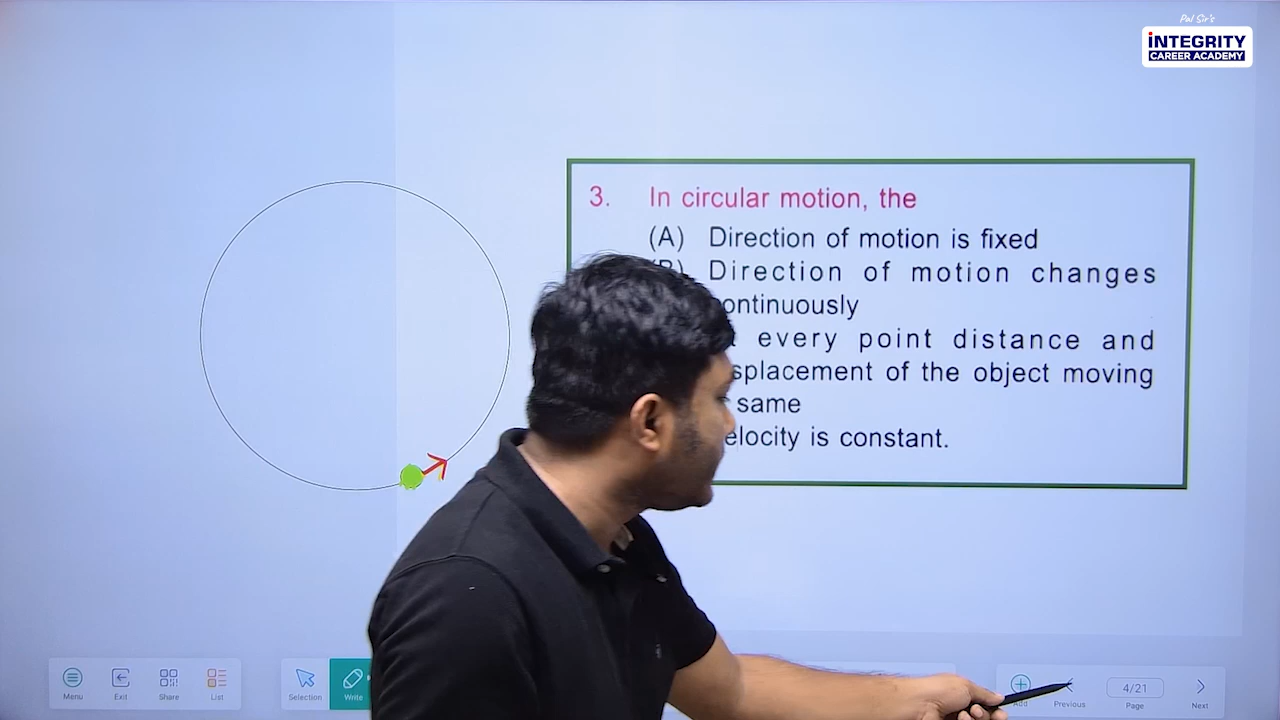 Pal Sir's
iNTEGRITY
CAREER ACADEMY
3. In circular motion, the
(A) Direction of motion is fixed
(B) Direction of motion changes
continuously
every point distance and
splacement of the object moving
same
elocity is constant.
Menu
Exit
Share
List
Selection
Write
Add
Previous
4/21
Page
Next